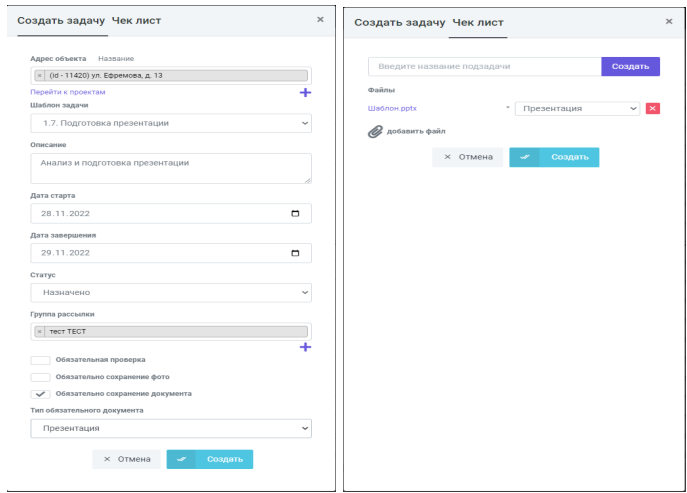 Создать задачу Чек лист ×
Адрес объекта Название
× (id - 11420) ул. Ефремова, д. 13
Перейти к проектам +
Шаблон задачи
1.7. Подготовка презентации
Описание
Анализ и подготовка презентации
Дата старта
28.11.2022
Дата завершения
29.11.2022
Статус
Назначено
Группа рассылки
× тест ТЕСТ
+
Обязательная проверка
Обязательно сохранение фото
Обязательно сохранение документа
Тип обязательного документа
Презентация
× Отмена Создать
Создать задачу Чек лист ×
Введите название подзадачи Создать
Файлы
Шаблон.pptx * Презентация ×
добавить файл
× Отмена Создать